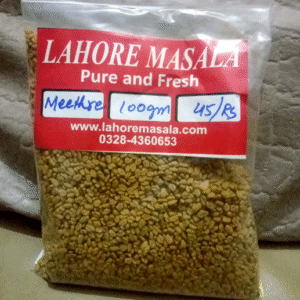 LAHORE MASALA
Pure and Fresh
Meethre 100gm 45/Rs
www.lahoremasala.com
0328-4360653